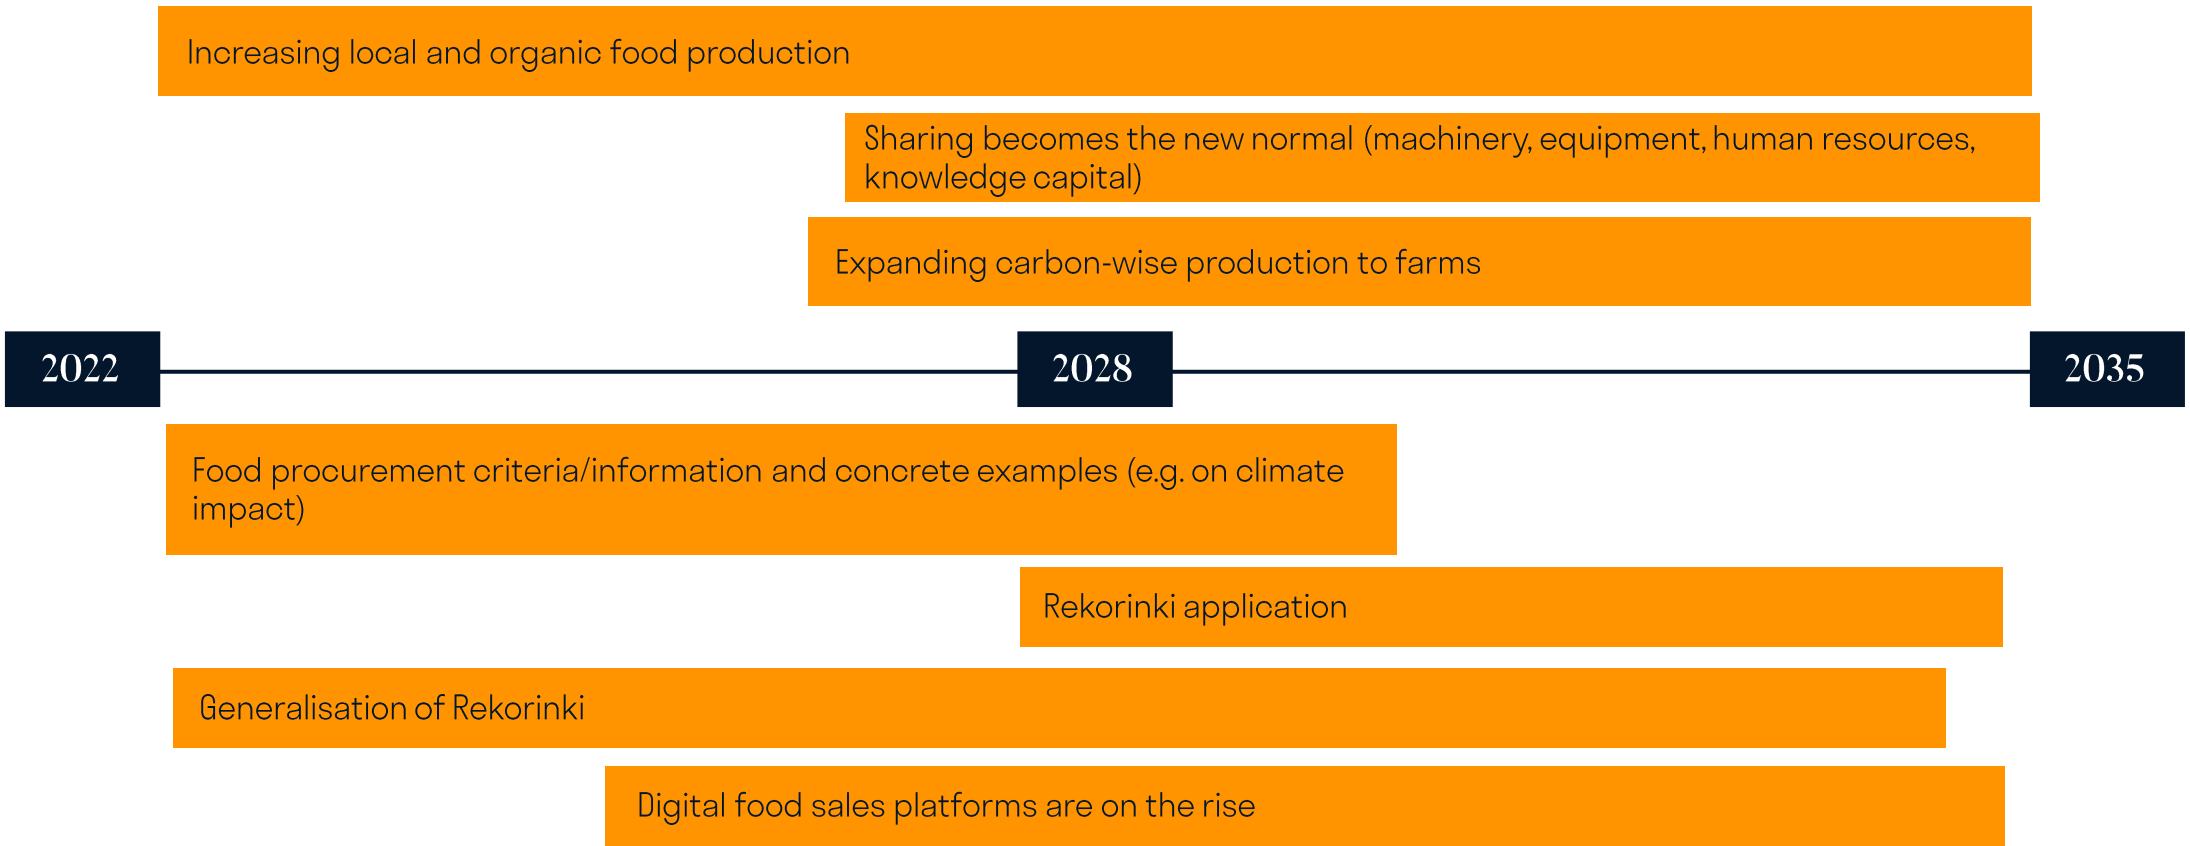 Increasing local and organic food production
Sharing becomes the new normal (machinery, equipment, human resources,
knowledge capital)
Expanding carbon-wise production to farms
2022
2028
2035
Food procurement criteria/information and concrete examples (e.g. on climate
impact)
Rekorinki application
Generalisation of Rekorinki
Digital food sales platforms are on the rise